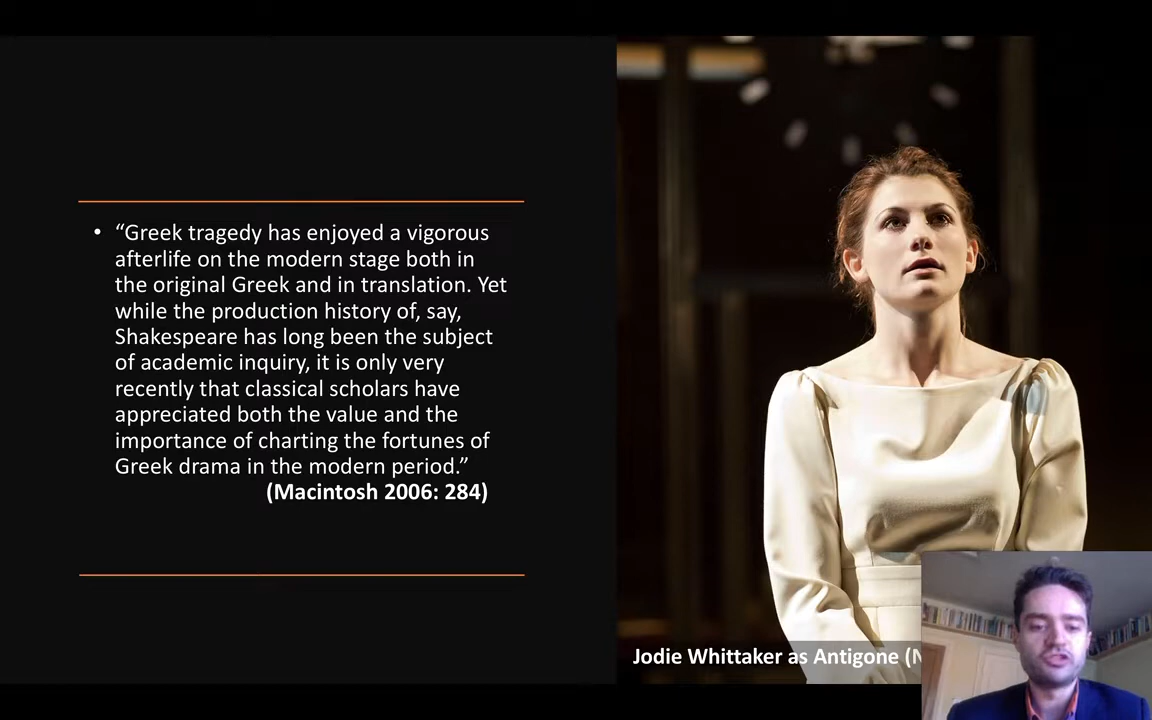 • “Greek tragedy has enjoyed a vigorous
afterlife on the modern stage both in
the original Greek and in translation. Yet
while the production history of, say,
Shakespeare has long been the subject
of academic inquiry, it is only very
recently that classical scholars have
appreciated both the value and the
importance of charting the fortunes of
Greek drama in the modern period.”
(Macintosh 2006: 284)
Jodie Whittaker as Antigone (